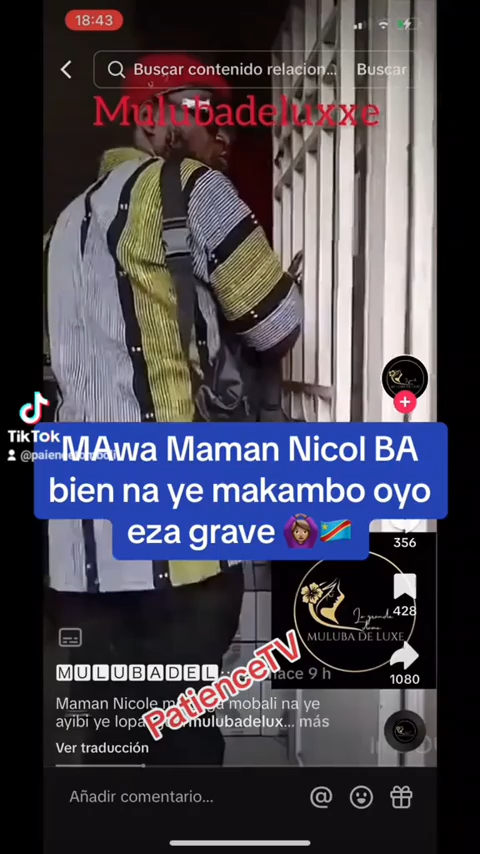 18:43
Buscar contenido relacion... Buscar
Mulubadeluxxe
TikTok
MAwa Maman Nicol BA
bien na ye makambo oyo
eza grave 🙆🏽‍♀️🇨🇩
356
428
La grande
MULUBA DE LUXE
1080
PatienceTV
MULUBADEL... hace 9 h
Maman Nicole mobali na ye
ayibi ye mulubadelux... más
Ver traducción
Añadir comentario...